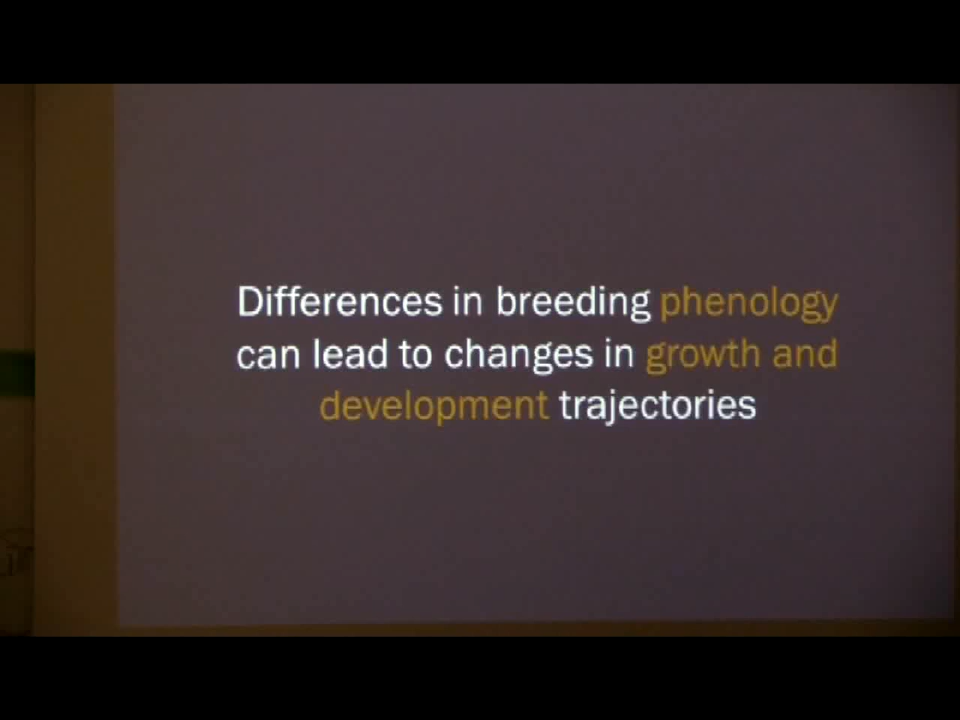 Differences in breeding phenology
can lead to changes in growth and
development trajectories